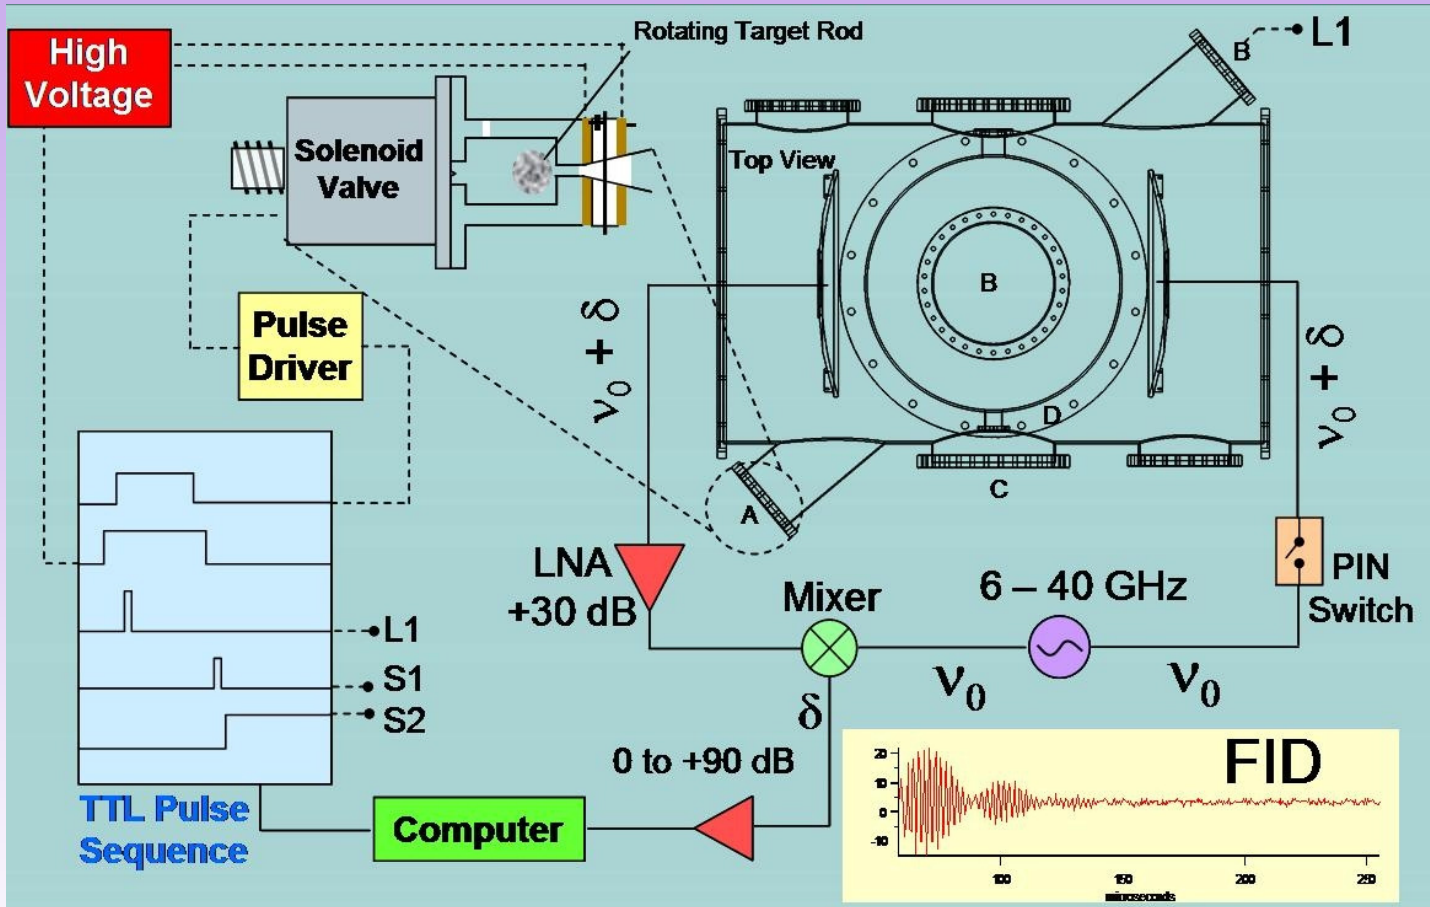 High
Voltage
Rotating Target Rod
B
L1
Solenoid
Valve
+
-
Top View
B
Pulse
Driver
ν0 + δ
ν0 + δ
D
A
C
LNA
+30 dB
Mixer
6 – 40 GHz
PIN
Switch
L1
S1
S2
ν0
ν0
δ
0 to +90 dB
TTL Pulse
Sequence
Computer
FID
20
10
0
-10
100
150
200
250
microseconds